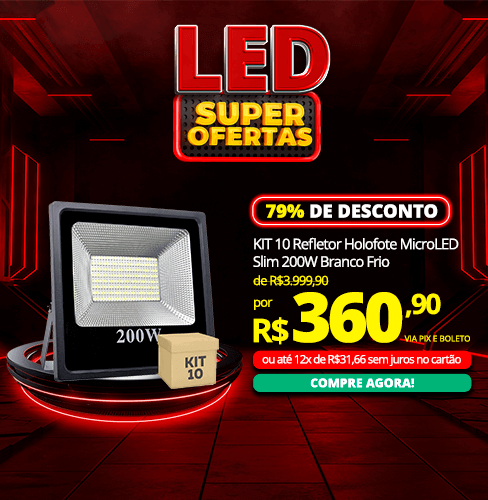 LED
SUPER
OFERTAS
79% DE DESCONTO
KIT 10 Refletor Holofote MicroLED
Slim 200W Branco Frio
de R$3.999,90
por
R$360,90
VIA PIX E BOLETO
ou até 12x de R$31,66 sem juros no cartão
COMPRE AGORA!
200W
KIT
10